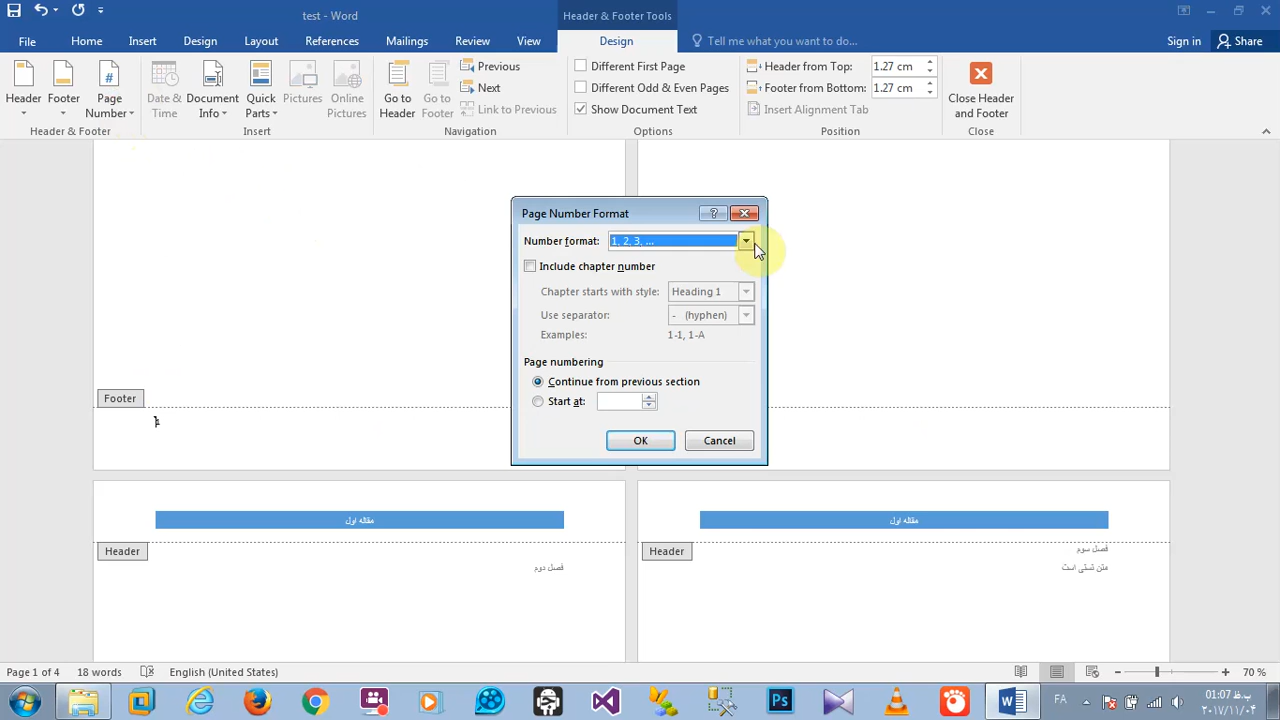 test - Word
Header & Footer Tools
File
Home
Insert
Design
Layout
References
Mailings
Review
View
Design
Tell me what you want to do...
Sign in
Share
Header
Footer
Page
Number
Date &
Time
Document
Info
Quick
Parts
Pictures
Online
Pictures
Go to
Header
Go to
Footer
Previous
Next
Link to Previous
Different First Page
Different Odd & Even Pages
Show Document Text
Header from Top:
1.27 cm
Footer from Bottom:
1.27 cm
Insert Alignment Tab
Close Header
and Footer
Header & Footer
Insert
Navigation
Options
Position
Close
Page Number Format
?
Number format:
1, 2, 3, ...
Include chapter number
Chapter starts with style:
Heading 1
Use separator:
- (hyphen)
Examples:
1-1, 1-A
Page numbering
Continue from previous section
Start at:
OK
Cancel
Footer
مقاله اول
مقاله اول
Header
Header
فصل دوم
فصل سوم
متن تستی است
Page 1 of 4
18 words
English (United States)
70 %
Ps
FA
01:07 ب.ظ
۲۰۱۷/۱۱/۰۴